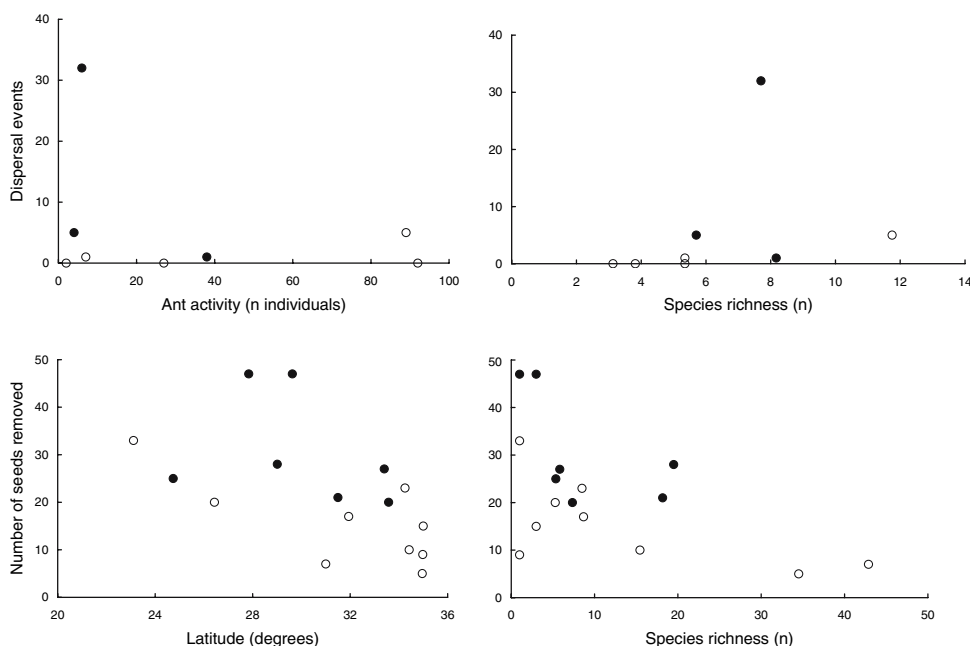 40
30
20
10
0
Dispersal events
0 20 40 60 80 100
Ant activity (n individuals)
40
30
20
10
0
0 2 4 6 8 10 12 14
Species richness (n)
50
40
30
20
10
0
Number of seeds removed
20 24 28 32 36
Latitude (degrees)
50
40
30
20
10
0
0 10 20 30 40 50
Species richness (n)